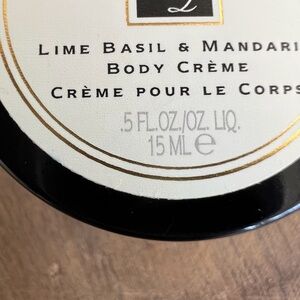 LIME BASIL & MANDARI
BODY CRÈME
CRÈME POUR LE CORPS
.5 FL.OZ./OZ. LIQ.
15 ML e